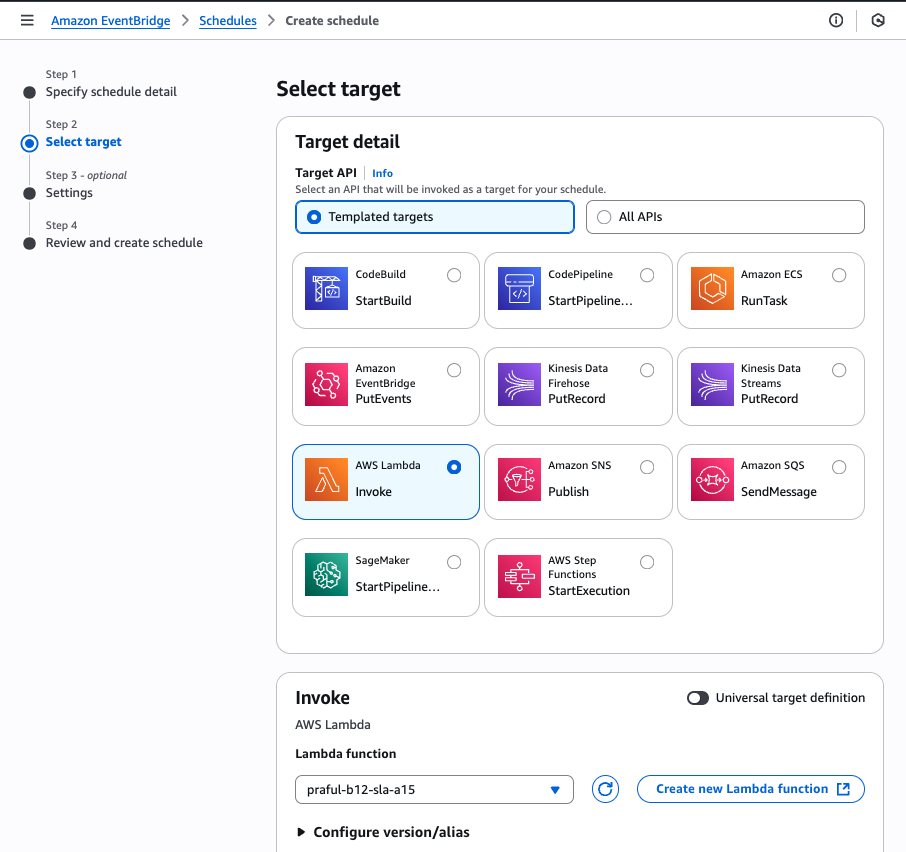 Amazon EventBridge > Schedules > Create schedule
Step 1
Specify schedule detail
Step 2
Select target
Step 3 - optional
Settings
Step 4
Review and create schedule
Select target
Target detail
Target API Info
Select an API that will be invoked as a target for your schedule.
Templated targets
All APIs
CodeBuild
StartBuild
CodePipeline
StartPipeline...
Amazon ECS
RunTask
Amazon
EventBridge
PutEvents
Kinesis Data
Firehose
PutRecord
Kinesis Data
Streams
PutRecord
AWS Lambda
Invoke
Amazon SNS
Publish
Amazon SQS
SendMessage
SageMaker
StartPipeline...
AWS Step
Functions
StartExecution
Invoke
Universal target definition
AWS Lambda
Lambda function
praful-b12-sla-a15
Create new Lambda function
Configure version/alias